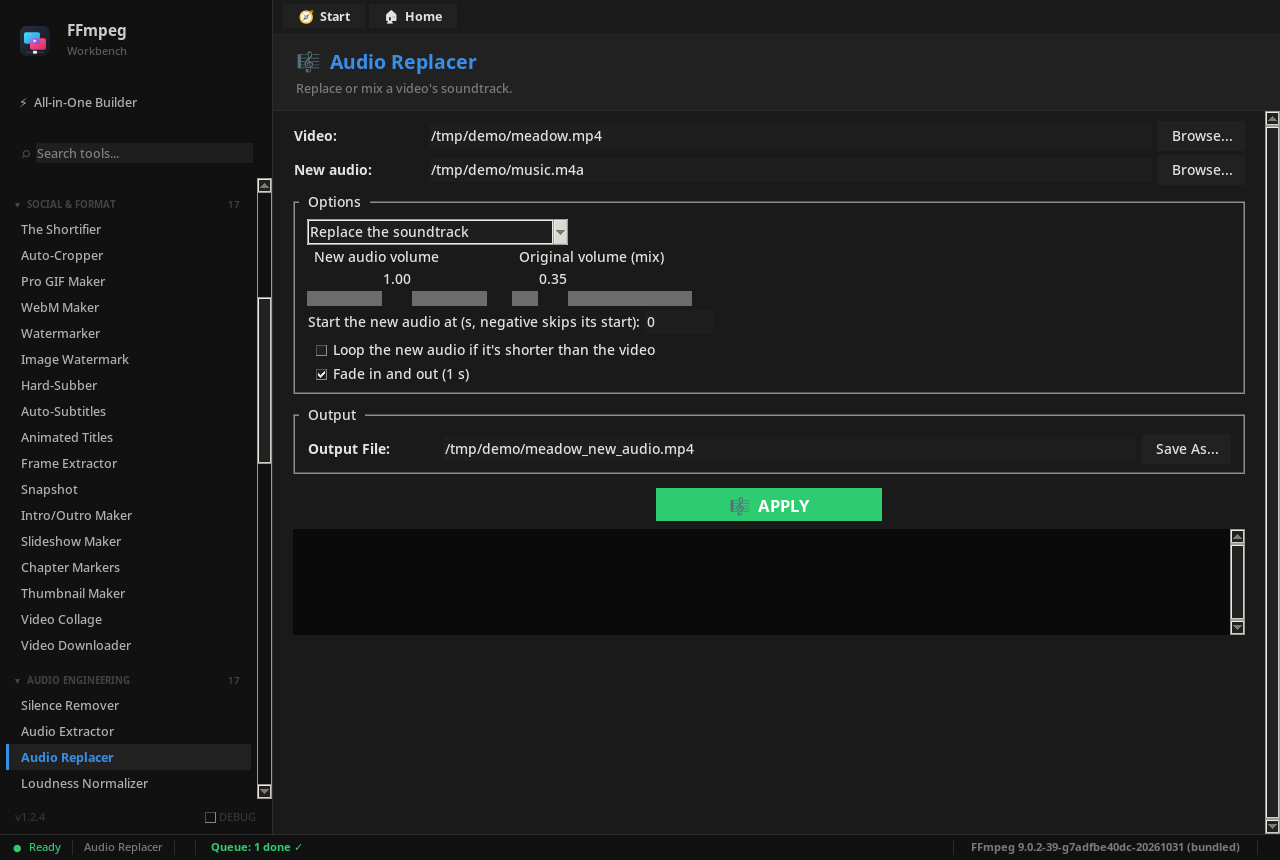 FFmpeg
Workbench
⚡ All-in-One Builder
Search tools...
▾ SOCIAL & FORMAT 17
The Shortifier
Auto-Cropper
Pro GIF Maker
WebM Maker
Watermarker
Image Watermark
Hard-Subber
Auto-Subtitles
Animated Titles
Frame Extractor
Snapshot
Intro/Outro Maker
Slideshow Maker
Chapter Markers
Thumbnail Maker
Video Collage
Video Downloader
▾ AUDIO ENGINEERING 17
Silence Remover
Audio Extractor
Audio Replacer
Loudness Normalizer
v1.2.4
DEBUG
🧭 Start
🏠 Home
🎼 Audio Replacer
Replace or mix a video's soundtrack.
Video: /tmp/demo/meadow.mp4 Browse...
New audio: /tmp/demo/music.m4a Browse...
Options
Replace the soundtrack
New audio volume Original volume (mix)
1.00 0.35
Start the new audio at (s, negative skips its start): 0
Loop the new audio if it's shorter than the video
Fade in and out (1 s)
Output
Output File: /tmp/demo/meadow_new_audio.mp4 Save As...
🎼 APPLY
● Ready
Audio Replacer
Queue: 1 done ✓
FFmpeg 9.0.2-39-g7adfbe40dc-20261031 (bundled)